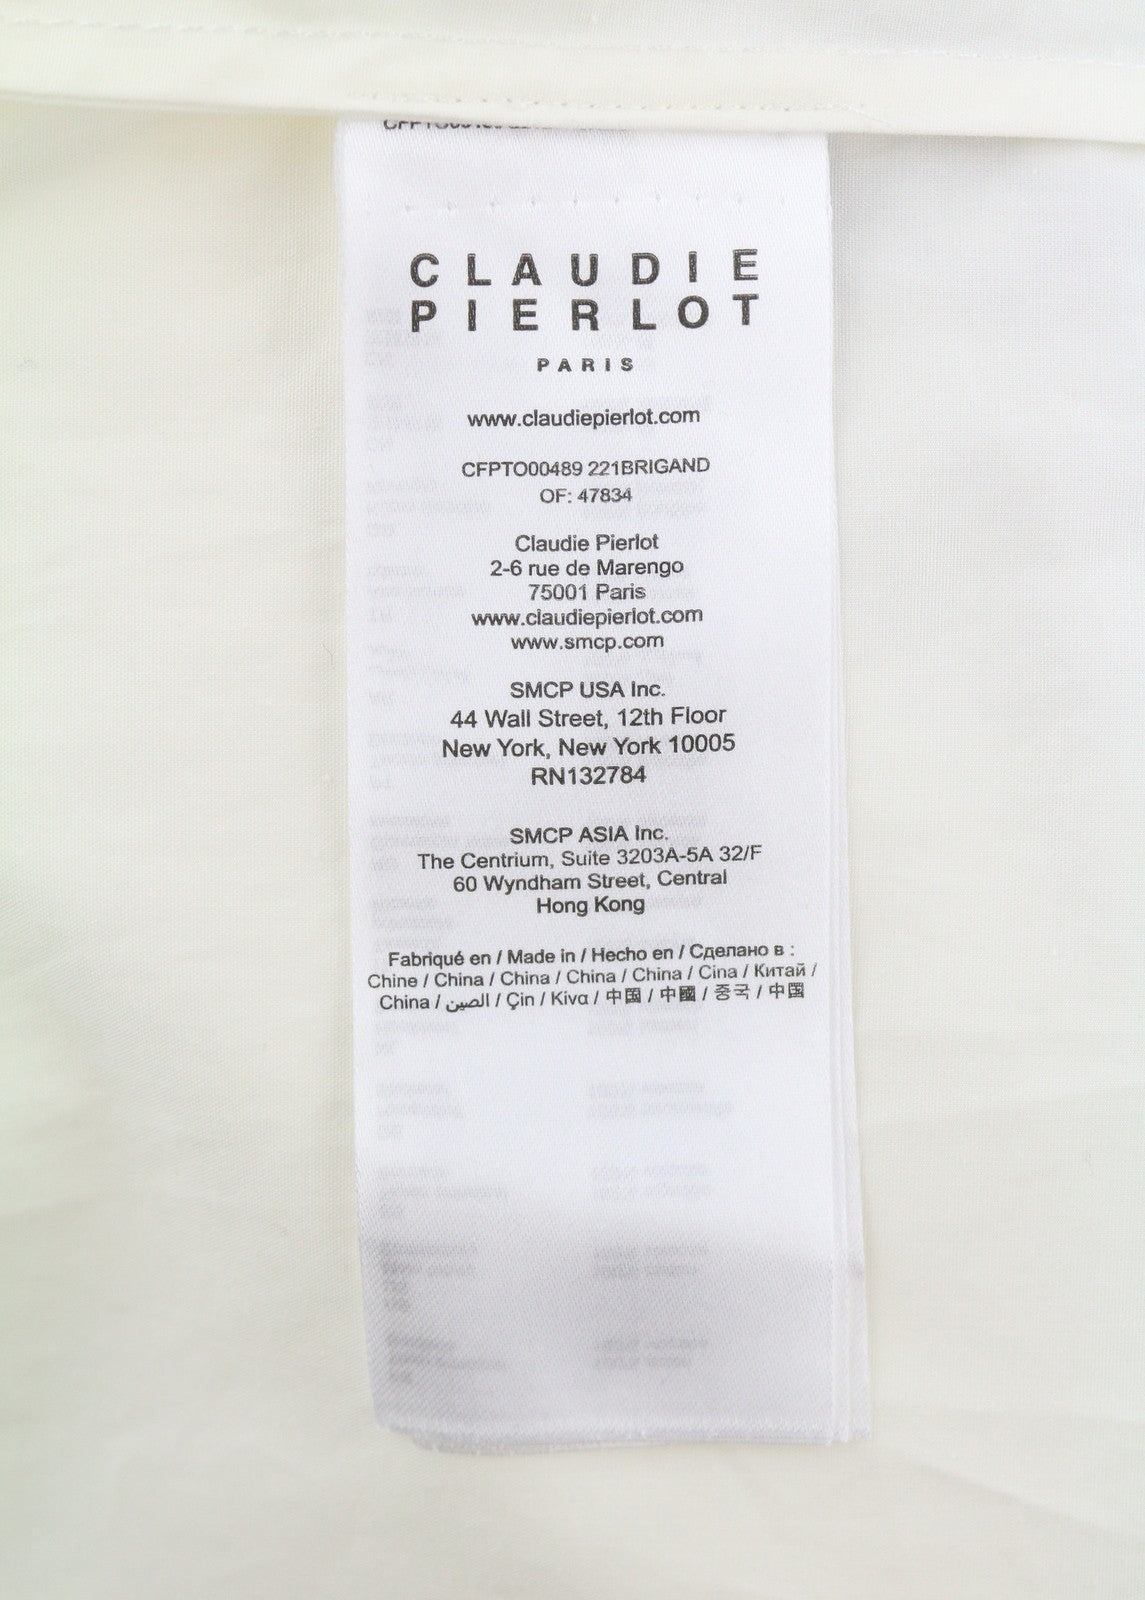 CLAUDIE
PIERLOT
PARIS
www.claudiepierlot.com
CFPTO00489 221BRIGAND
OF: 47834
Claudie Pierlot
2-6 rue de Marengo
75001 Paris
www.claudiepierlot.com
www.smcp.com
SMCP USA Inc.
44 Wall Street, 12th Floor
New York, New York 10005
RN132784
SMCP ASIA Inc.
The Centrium, Suite 3203A-5A 32/F
60 Wyndham Street, Central
Hong Kong
Fabriqué en / Made in / Hecho en / Сделано в :
Chine / China / China / China / China / Cina / Китай /
China / الصين / Çin / Kίνα / 中国 / 中國 / 중국 / 中国